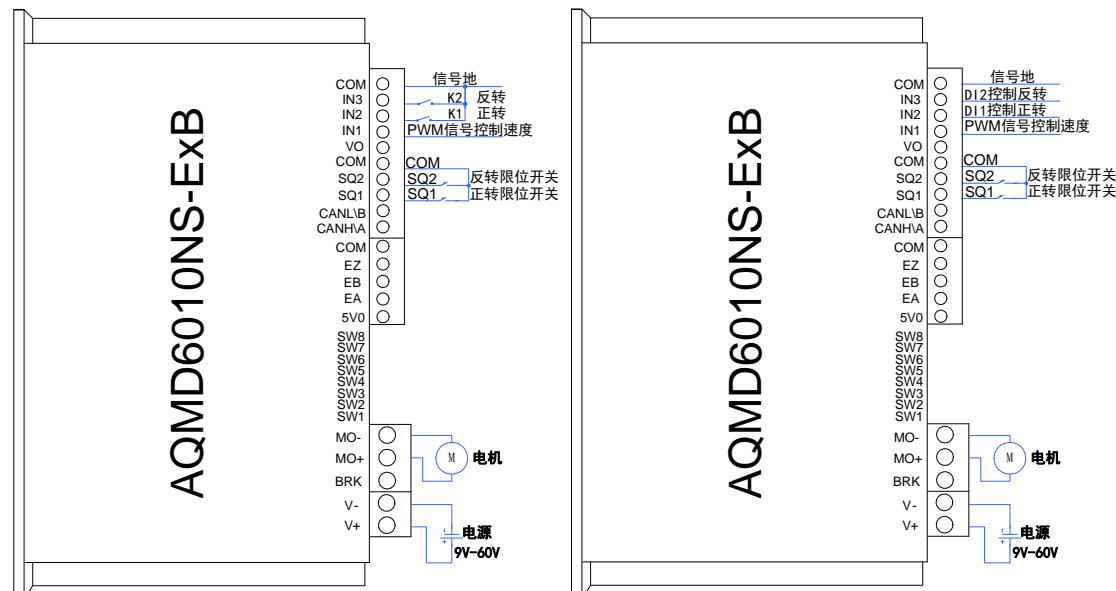 AQMD6010NS-ExB
COM 信号地
IN3 K2 反转
IN2 K1 正转
IN1 PWM信号控制速度
VO
COM COM
SQ2 SQ2 反转限位开关
SQ1 SQ1 正转限位开关
CANL\B
CANH\A
COM
EZ
EB
EA
5V0
SW8
SW7
SW6
SW5
SW4
SW3
SW2
SW1
MO-
MO+ M 电机
BRK
V-
V+ 电源
9V-60V
AQMD6010NS-ExB
COM 信号地
IN3 DI2控制反转
IN2 DI1控制正转
IN1 PWM信号控制速度
VO
COM COM
SQ2 SQ2 反转限位开关
SQ1 SQ1 正转限位开关
CANL\B
CANH\A
COM
EZ
EB
EA
5V0
SW8
SW7
SW6
SW5
SW4
SW3
SW2
SW1
MO-
MO+ M 电机
BRK
V-
V+ 电源
9V-60V